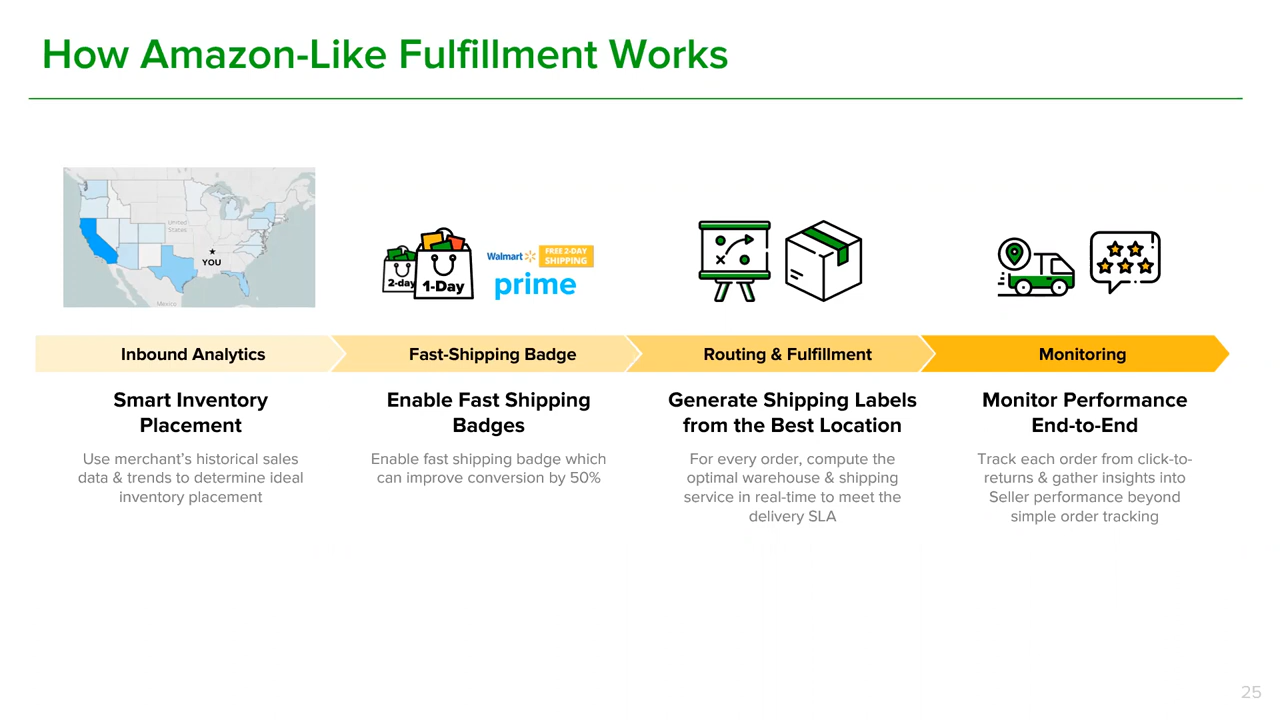 How Amazon-Like Fulfillment Works
United
States
YOU
Mexico
2-day
1-Day
Walmart
FREE 2-DAY
SHIPPING
prime
Inbound Analytics
Fast-Shipping Badge
Routing & Fulfillment
Monitoring
Smart Inventory
Placement
Enable Fast Shipping
Badges
Generate Shipping Labels
from the Best Location
Monitor Performance
End-to-End
Use merchant's historical sales
data & trends to determine ideal
inventory placement
Enable fast shipping badge which
can improve conversion by 50%
For every order, compute the
optimal warehouse & shipping
service in real-time to meet the
delivery SLA
Track each order from click-to-
returns & gather insights into
Seller performance beyond
simple order tracking
25